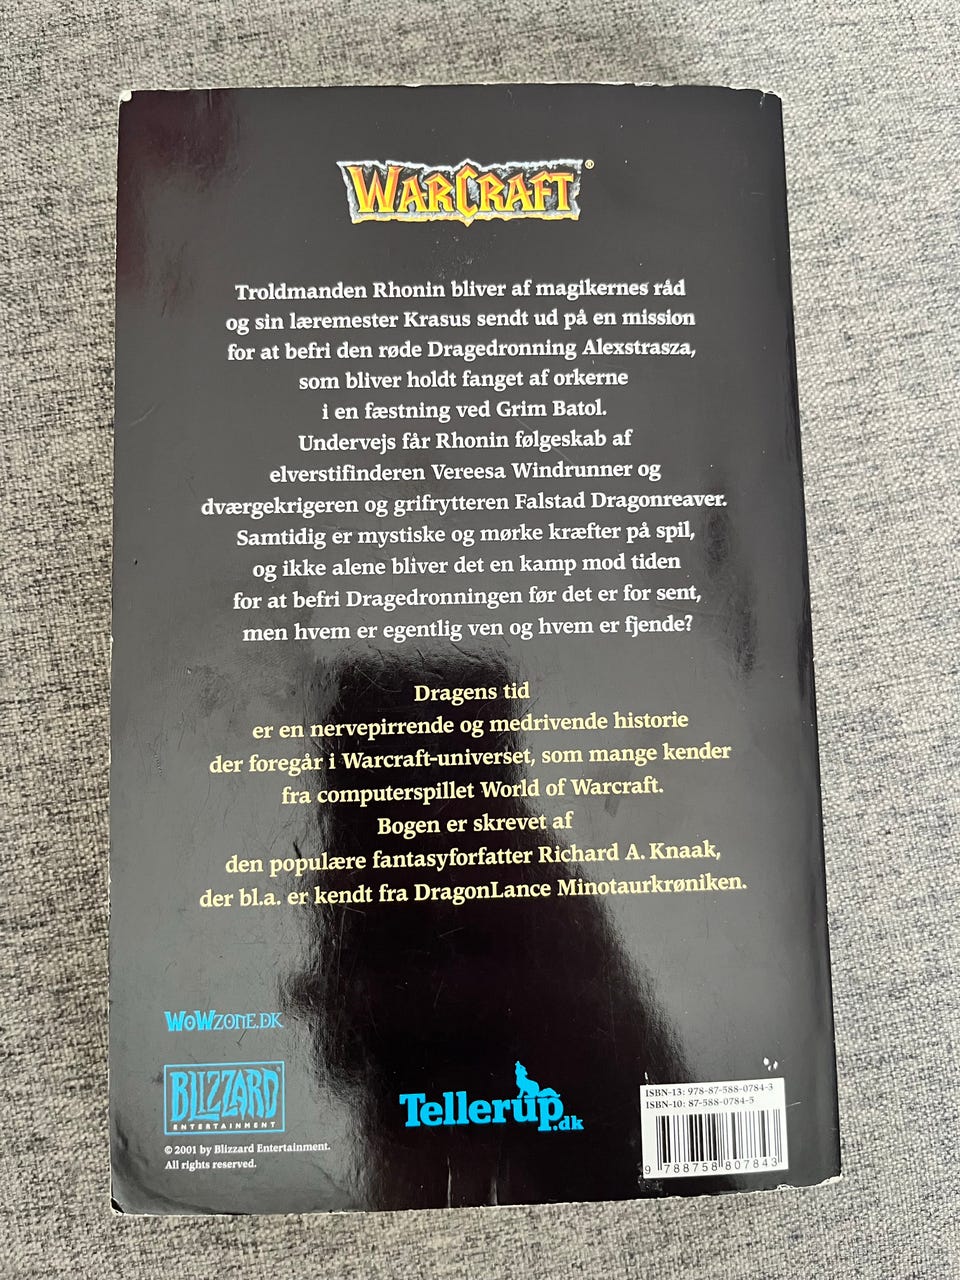 WARCRAFT®
Troldmanden Rhonin bliver af magikernes råd
og sin læremester Krasus sendt ud på en mission
for at befri den røde Dragedronning Alexstrasza,
som bliver holdt fanget af orkerne
i en fæstning ved Grim Batol.
Undervejs får Rhonin følgeskab af
elverstifinderen Vereesa Windrunner og
dværgekrigeren og grifrytteren Falstad Dragonreaver.
Samtidig er mystiske og mørke kræfter på spil,
og ikke alene bliver det en kamp mod tiden
for at befri Dragedronningen før det er for sent,
men hvem er egentlig ven og hvem er fjende?
Dragens tid
er en nervepirrende og medrivende historie
der foregår i Warcraft-universet, som mange kender
fra computerspillet World of Warcraft.
Bogen er skrevet af
den populære fantasyforfatter Richard A. Knaak,
der bl.a. er kendt fra DragonLance Minotaurkrøniken.
WoWZONE.DK
BLIZZARD
ENTERTAINMENT
© 2001 by Blizzard Entertainment.
All rights reserved.
Tellerup.dk
ISBN-13: 978-87-588-0784-3
ISBN-10: 87-588-0784-5
9 788758 807843